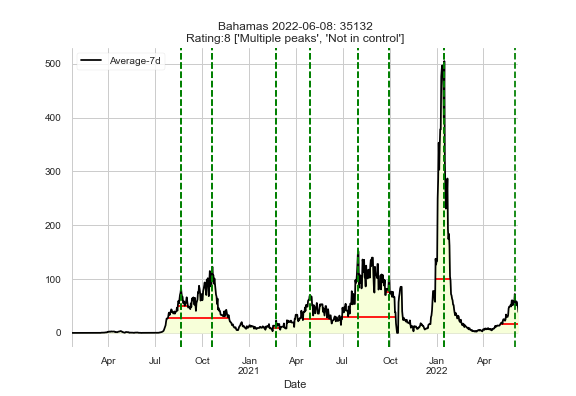 Bahamas 2022-06-08: 35132
Rating:8 ['Multiple peaks', 'Not in control']
Average-7d
500
400
300
200
100
0
Apr Jul Oct Jan Apr Jul Oct Jan Apr
2021 2022
Date